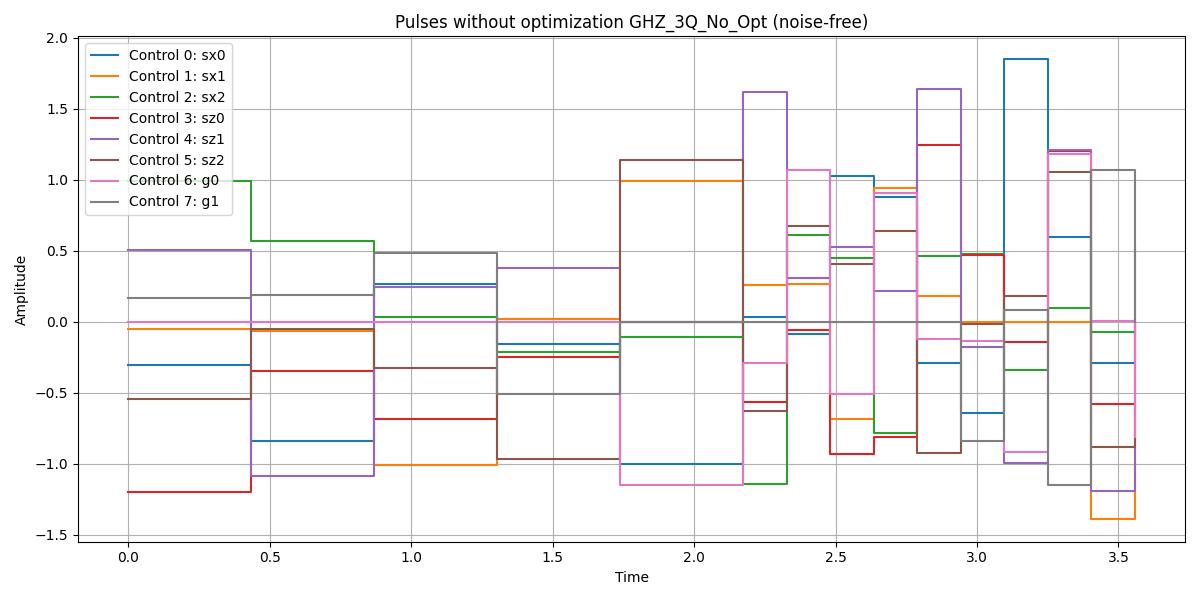 Pulses without optimization GHZ_3Q_No_Opt (noise-free)
2.0
1.5
1.0
0.5
0.0
−0.5
−1.0
−1.5
Amplitude
Control 0: sx0
Control 1: sx1
Control 2: sx2
Control 3: sz0
Control 4: sz1
Control 5: sz2
Control 6: g0
Control 7: g1
0.0 0.5 1.0 1.5 2.0 2.5 3.0 3.5
Time